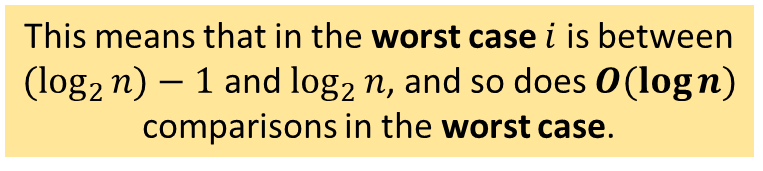 This means that in the worst case i is between
(log₂ n) − 1 and log₂ n, and so does O(log n)
comparisons in the worst case.